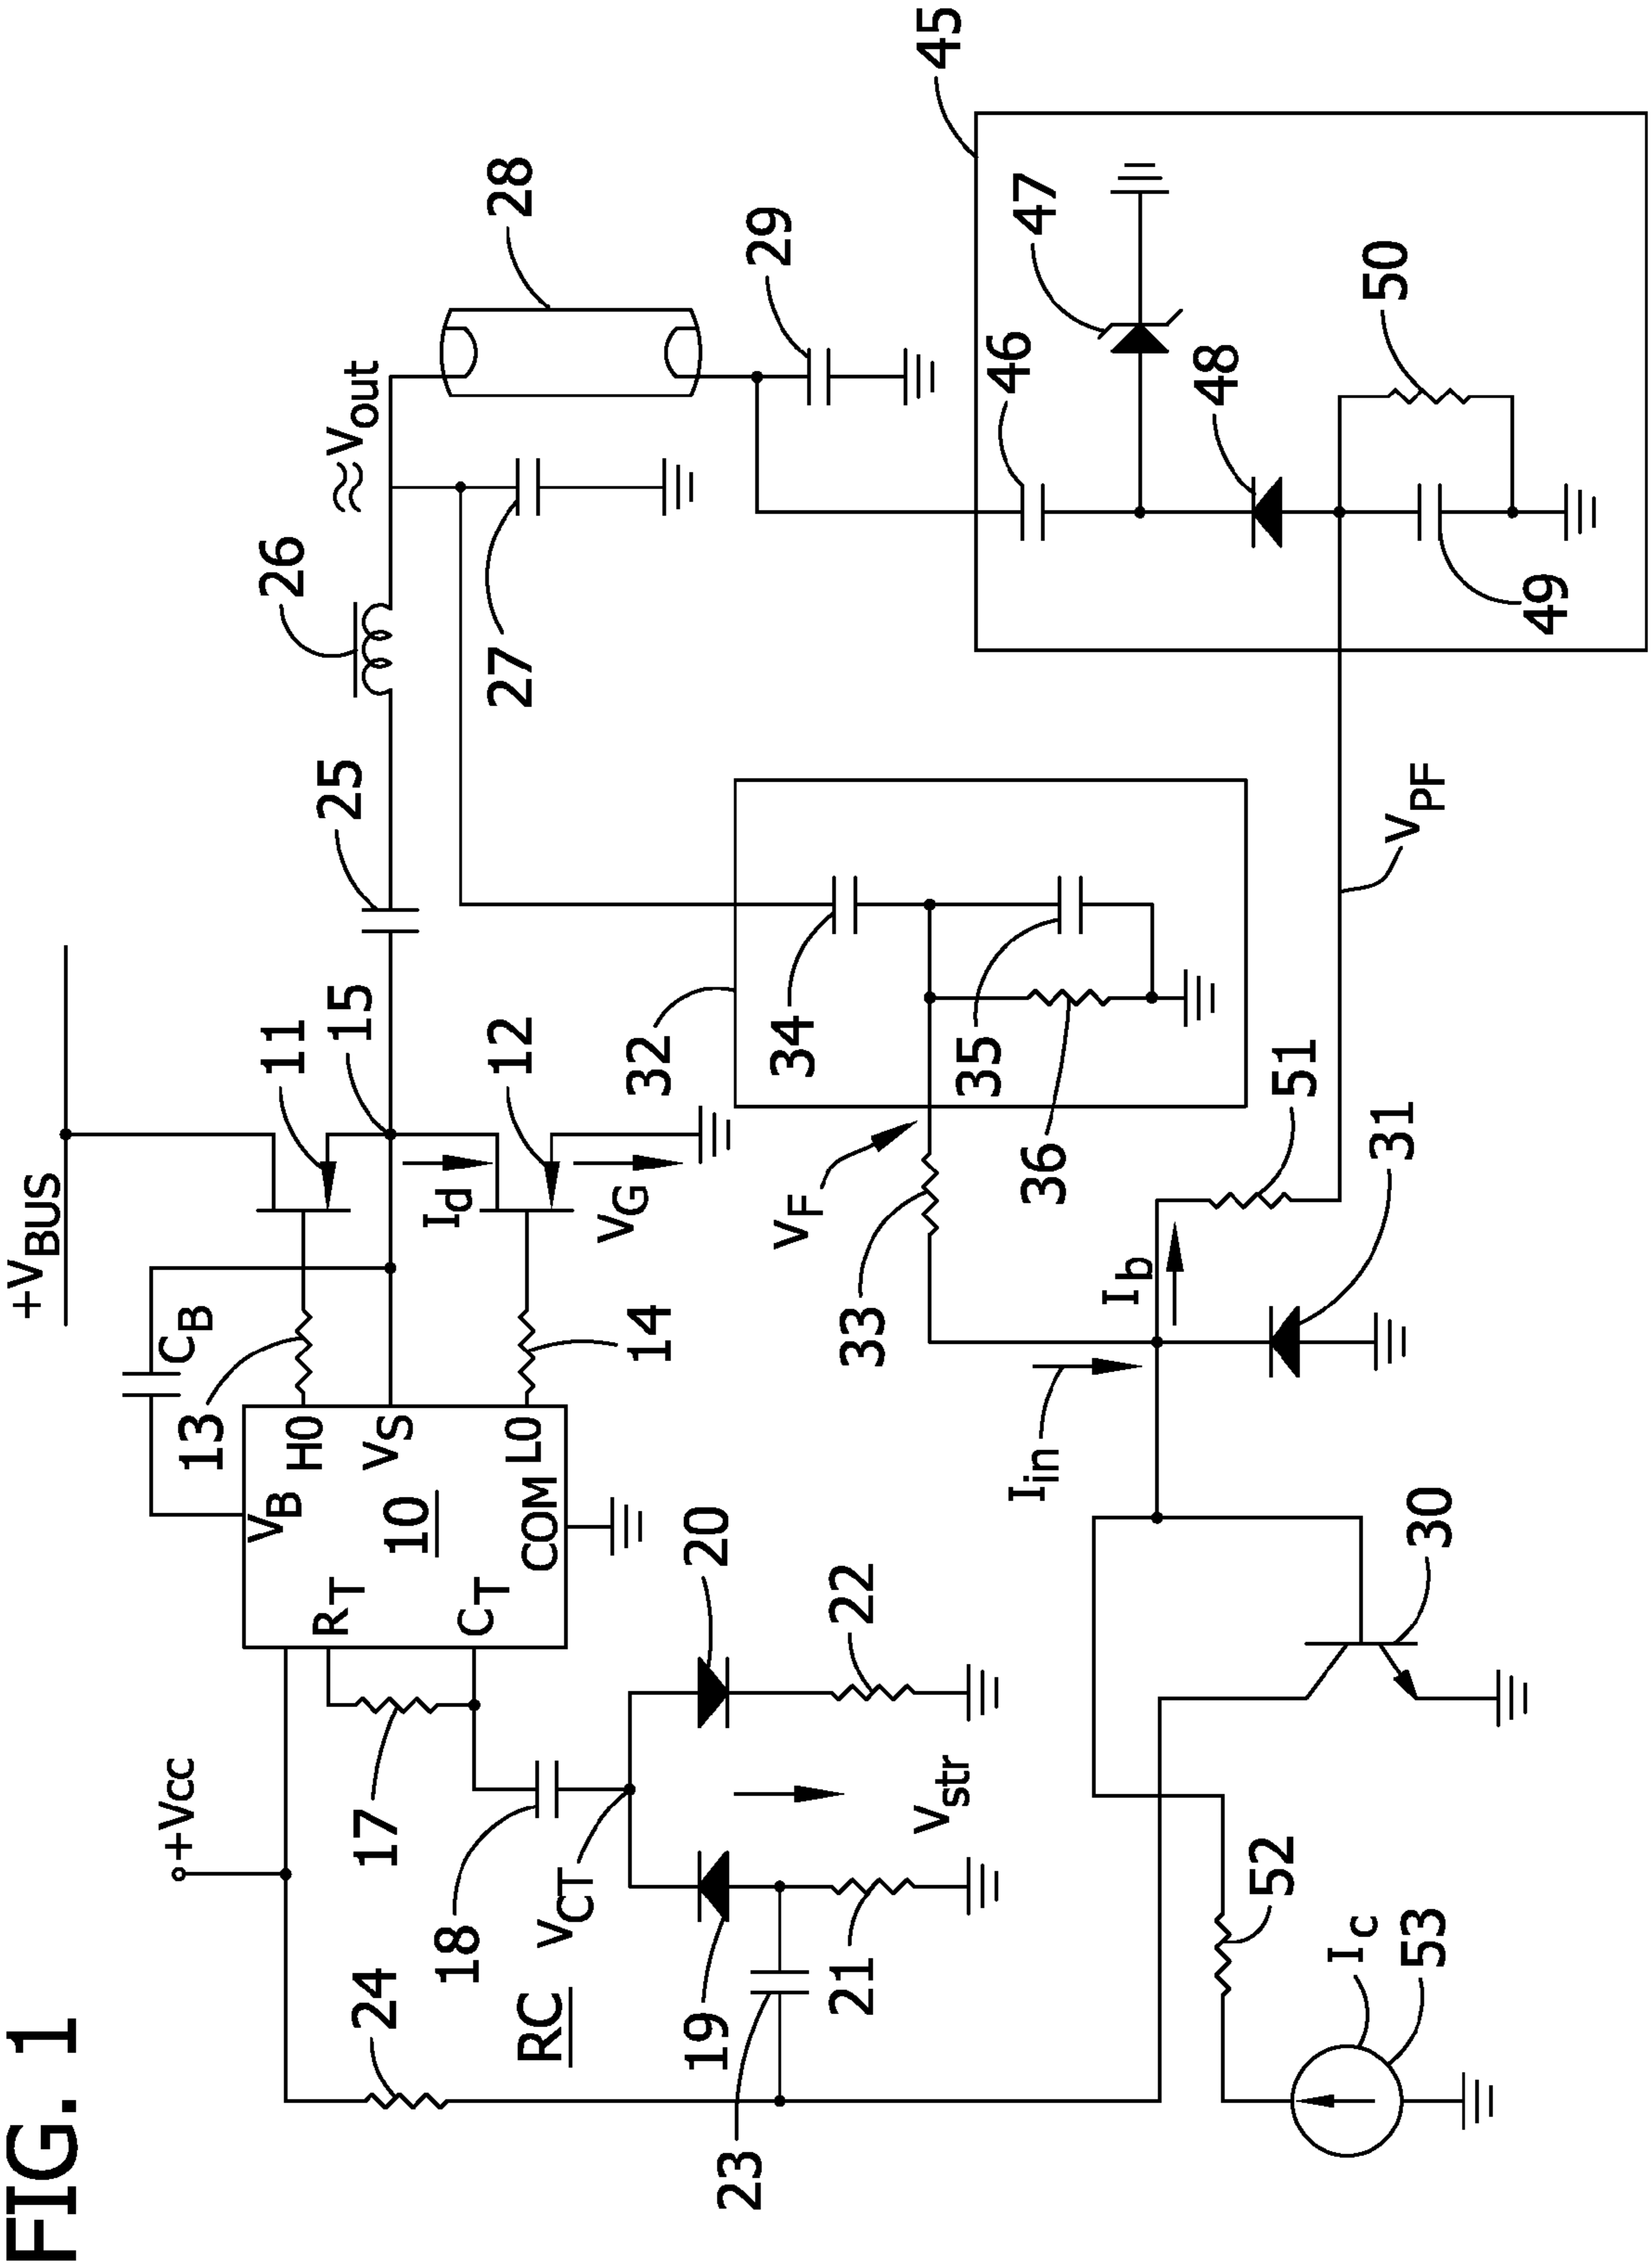 FIG. 1
+VBUS
+Vcc
24
17
RT
VB
10
HO
VS
LO
COM
CT
CB
13
14
11
15
12
Id
VG
25
26
≈Vout
28
27
29
18
VCT
RC
19
20
23
21
22
Vstr
32
34
35
36
VF
33
Iin
Ib
51
31
30
52
Ic
53
VPF
45
46
47
48
50
49